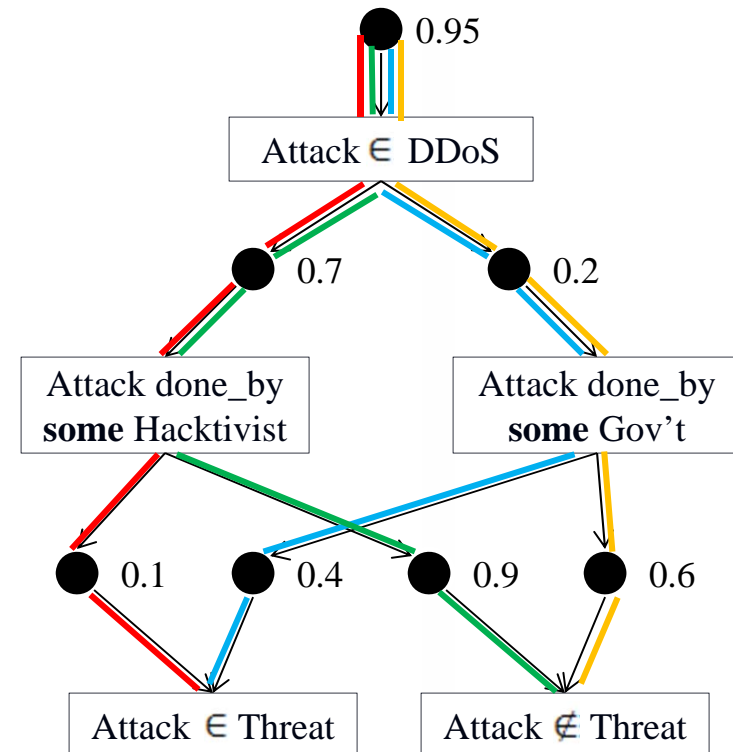 0.95
Attack ∈ DDoS
0.7
0.2
Attack done_by
some Hacktivist
Attack done_by
some Gov't
0.1
0.4
0.9
0.6
Attack ∈ Threat
Attack ∉ Threat